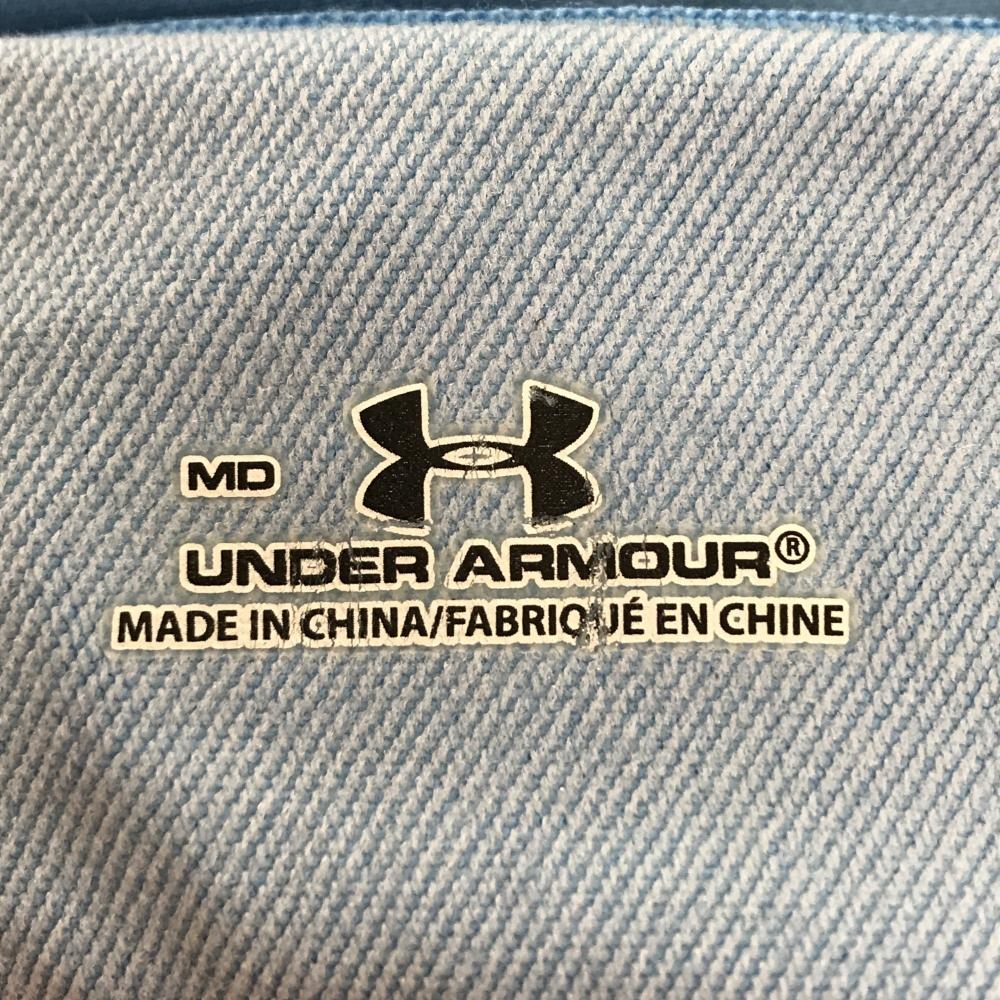 MD
UNDER ARMOUR®
MADE IN CHINA/FABRIQUÉ EN CHINE